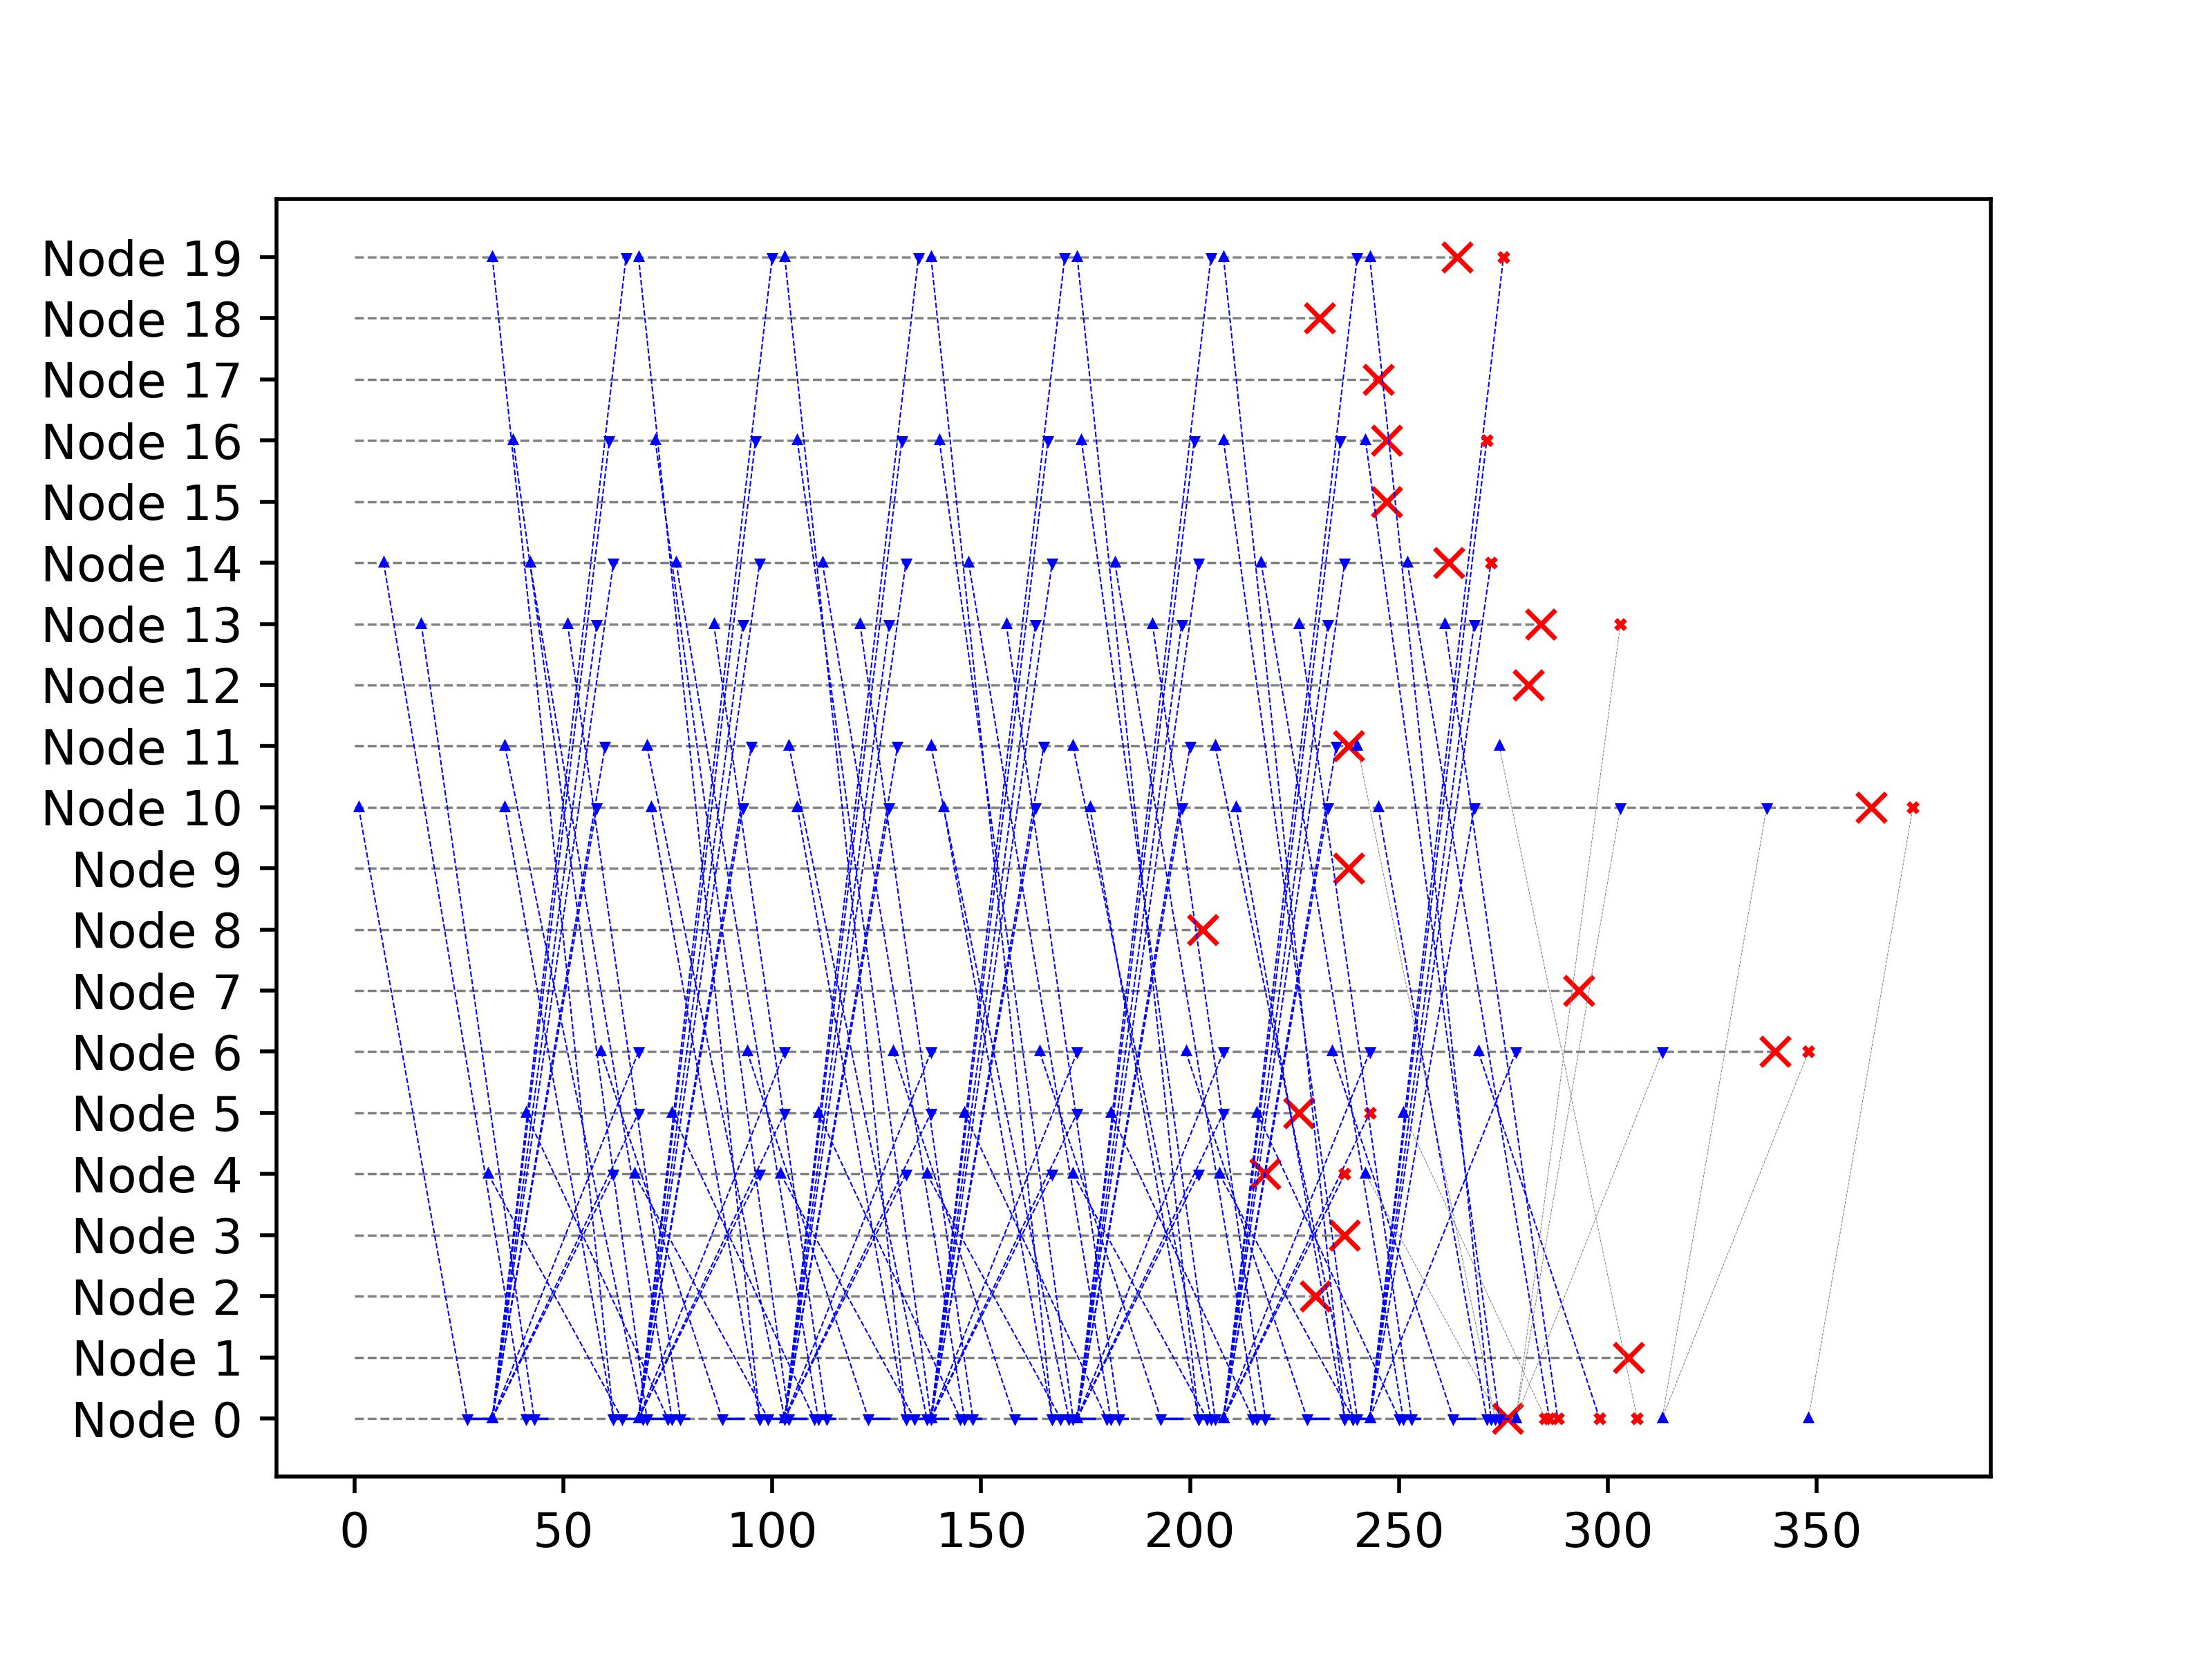 Node 19
Node 18
Node 17
Node 16
Node 15
Node 14
Node 13
Node 12
Node 11
Node 10
Node 9
Node 8
Node 7
Node 6
Node 5
Node 4
Node 3
Node 2
Node 1
Node 0
0 50 100 150 200 250 300 350